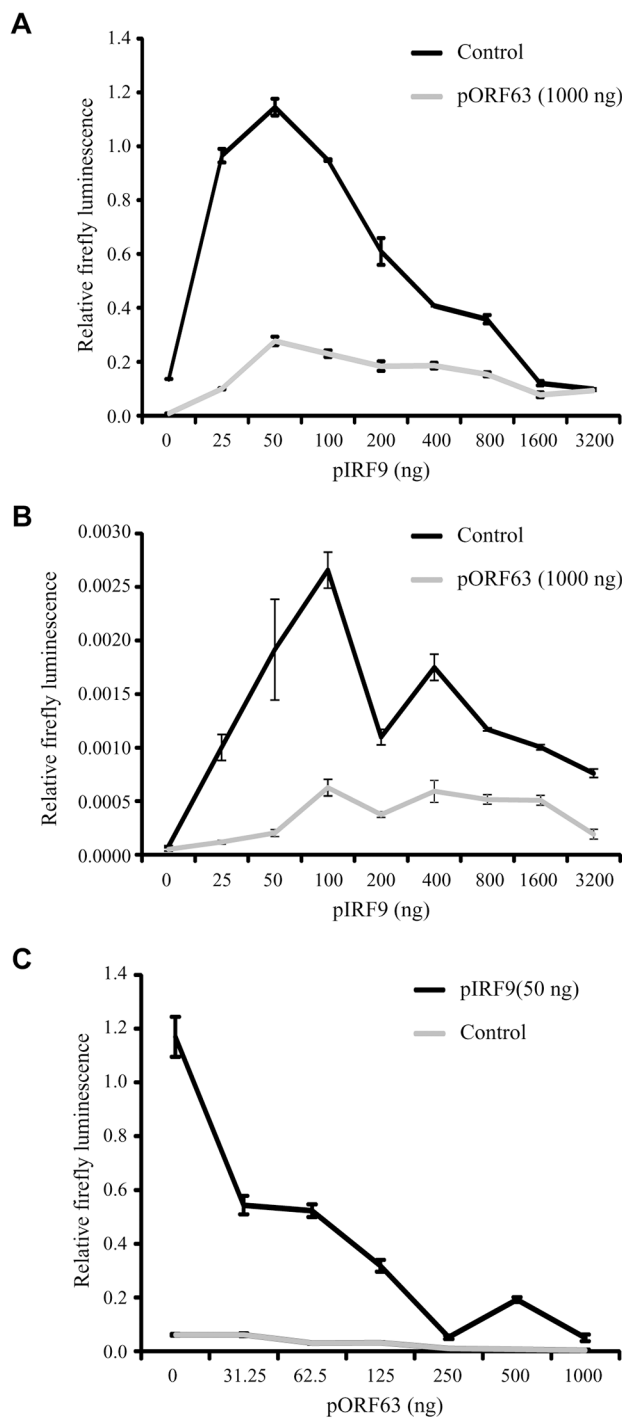 A
Relative firefly luminescence
1.4
1.2
1.0
0.8
0.6
0.4
0.2
0.0
Control
pORF63 (1000 ng)
0 25 50 100 200 400 800 1600 3200
pIRF9 (ng)
B
Relative firefly luminescence
0.0030
0.0025
0.0020
0.0015
0.0010
0.0005
0.0000
Control
pORF63 (1000 ng)
0 25 50 100 200 400 800 1600 3200
pIRF9 (ng)
C
Relative firefly luminescence
1.4
1.2
1.0
0.8
0.6
0.4
0.2
0.0
pIRF9(50 ng)
Control
0 31.25 62.5 125 250 500 1000
pORF63 (ng)